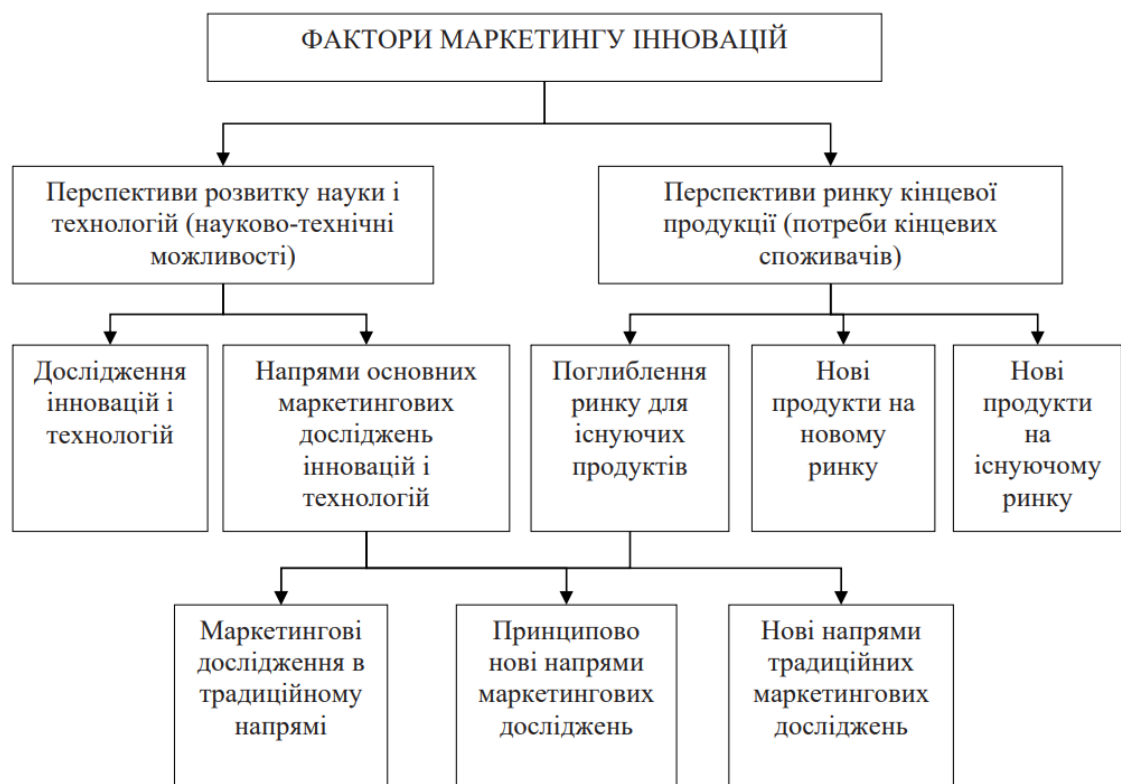 ФАКТОРИ МАРКЕТИНГУ ІННОВАЦІЙ
Перспективи розвитку науки і
технологій (науково-технічні
можливості)
Перспективи ринку кінцевої
продукції (потреби кінцевих
споживачів)
Дослідження
інновацій і
технологій
Напрями основних
маркетингових
досліджень
інновацій і
технологій
Поглиблення
ринку для
існуючих
продуктів
Нові
продукти на
новому
ринку
Нові
продукти
на
існуючому
ринку
Маркетингові
дослідження в
традиційному
напрямі
Принципово
нові напрями
маркетингових
досліджень
Нові напрями
традиційних
маркетингових
досліджень